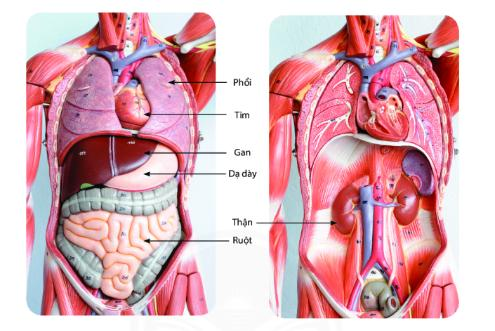 Phổi
Tim
Gan
Dạ dày
Thận
Ruột